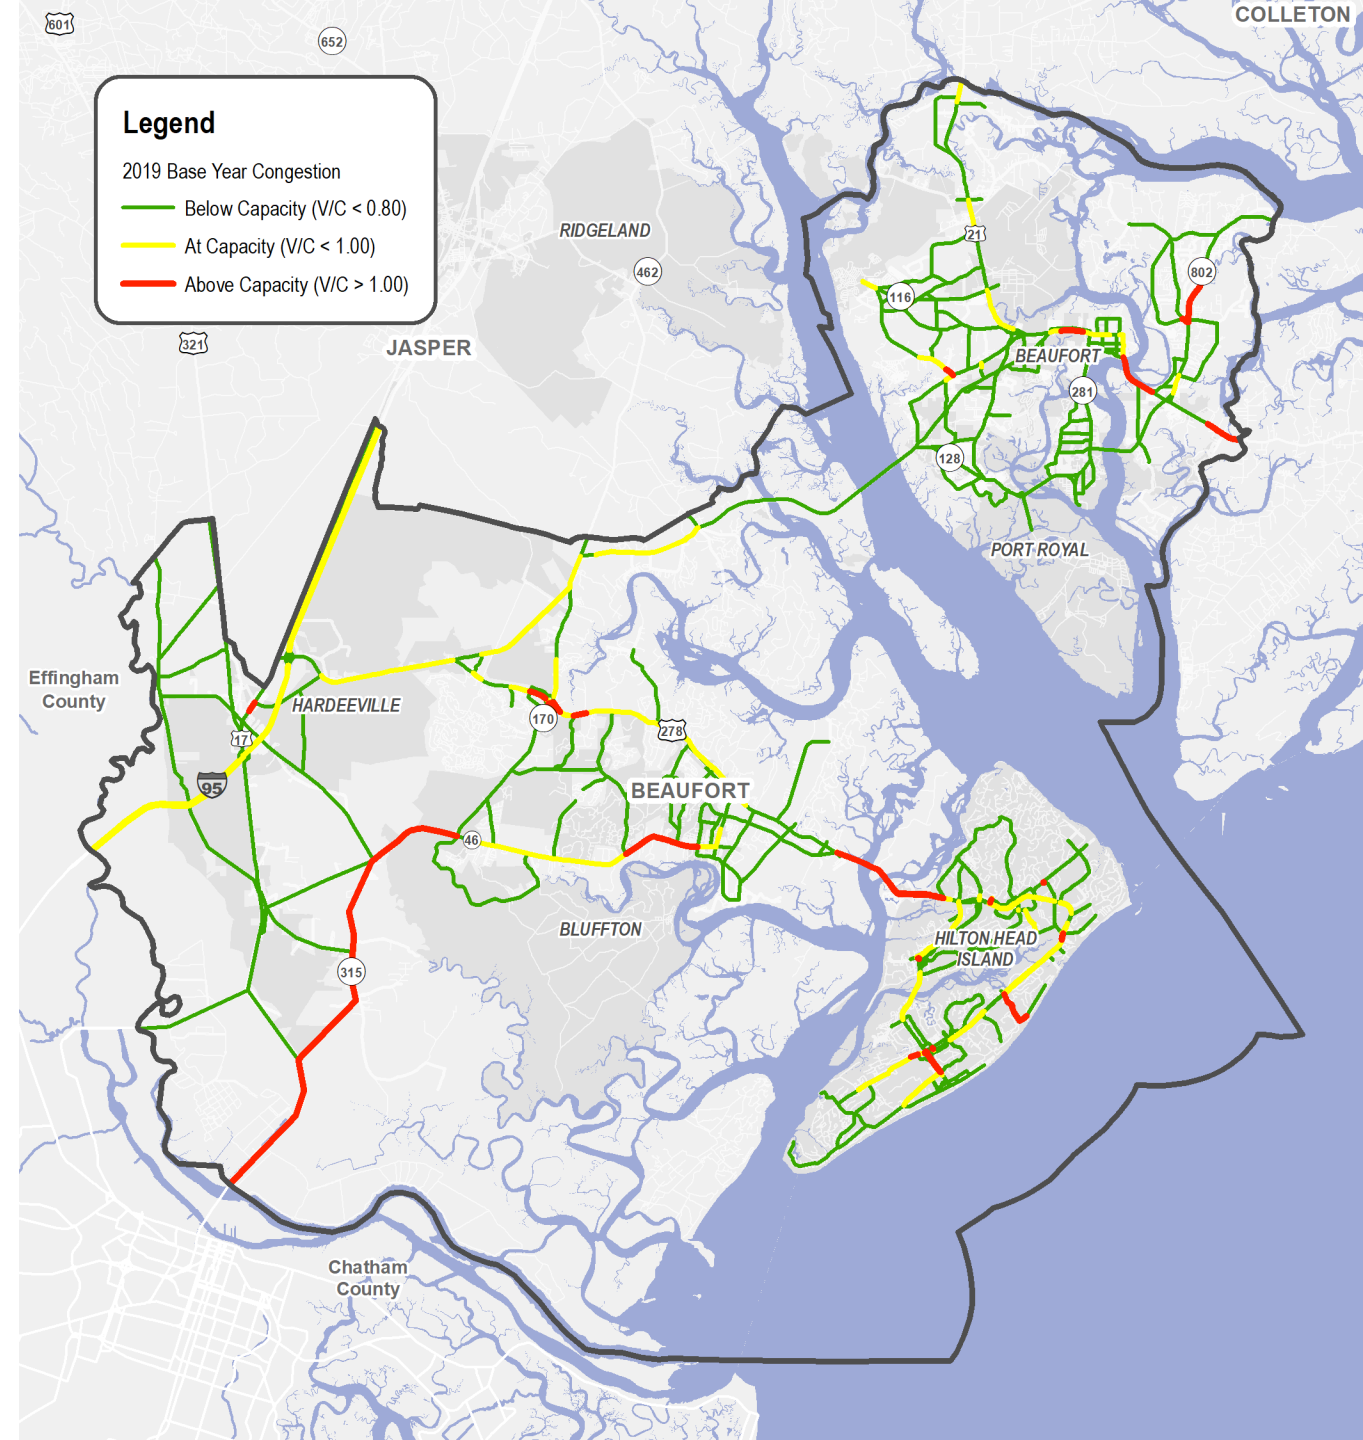 601
652
COLLETON
Legend
2019 Base Year Congestion
Below Capacity (V/C < 0.80)
At Capacity (V/C < 1.00)
Above Capacity (V/C > 1.00)
RIDGELAND
462
21
802
116
321
JASPER
BEAUFORT
281
128
PORT ROYAL
Effingham
County
HARDEEVILLE
170
278
17
95
BEAUFORT
46
BLUFFTON
HILTON HEAD
ISLAND
315
Chatham
County